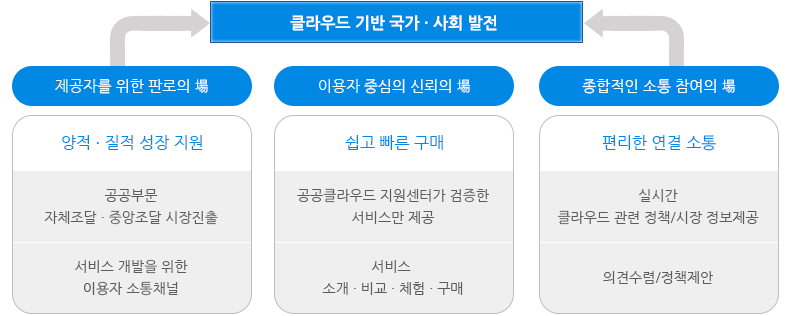 클라우드 기반 국가 · 사회 발전
제공자를 위한 판로의 場
양적 · 질적 성장 지원
공공부문
자체조달 · 중앙조달 시장진출
서비스 개발을 위한
이용자 소통채널
이용자 중심의 신뢰의 場
쉽고 빠른 구매
공공클라우드 지원센터가 검증한
서비스만 제공
서비스
소개 · 비교 · 체험 · 구매
종합적인 소통 참여의 場
편리한 연결 소통
실시간
클라우드 관련 정책/시장 정보제공
의견수렴/정책제안